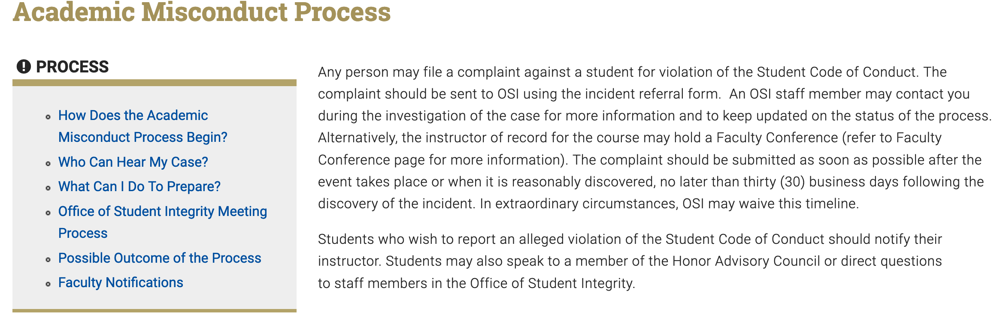 Academic Misconduct Process
PROCESS
How Does the Academic
Misconduct Process Begin?
Who Can Hear My Case?
What Can I Do To Prepare?
Office of Student Integrity Meeting
Process
Possible Outcome of the Process
Faculty Notifications
Any person may file a complaint against a student for violation of the Student Code of Conduct. The
complaint should be sent to OSI using the incident referral form.  An OSI staff member may contact you
during the investigation of the case for more information and to keep updated on the status of the process.
Alternatively, the instructor of record for the course may hold a Faculty Conference (refer to Faculty
Conference page for more information). The complaint should be submitted as soon as possible after the
event takes place or when it is reasonably discovered, no later than thirty (30) business days following the
discovery of the incident. In extraordinary circumstances, OSI may waive this timeline.
Students who wish to report an alleged violation of the Student Code of Conduct should notify their
instructor. Students may also speak to a member of the Honor Advisory Council or direct questions
to staff members in the Office of Student Integrity.